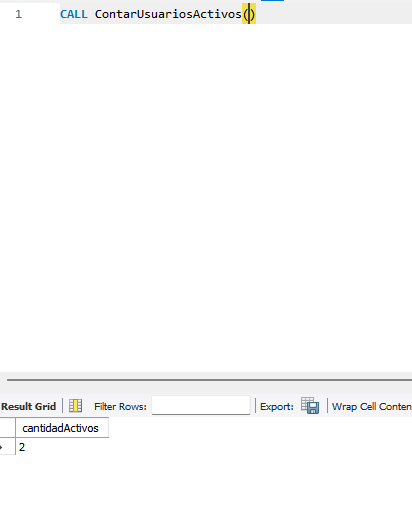 1 CALL ContarUsuariosActivos()
Result Grid Filter Rows: Export: Wrap Cell Conten
cantidadActivos
2